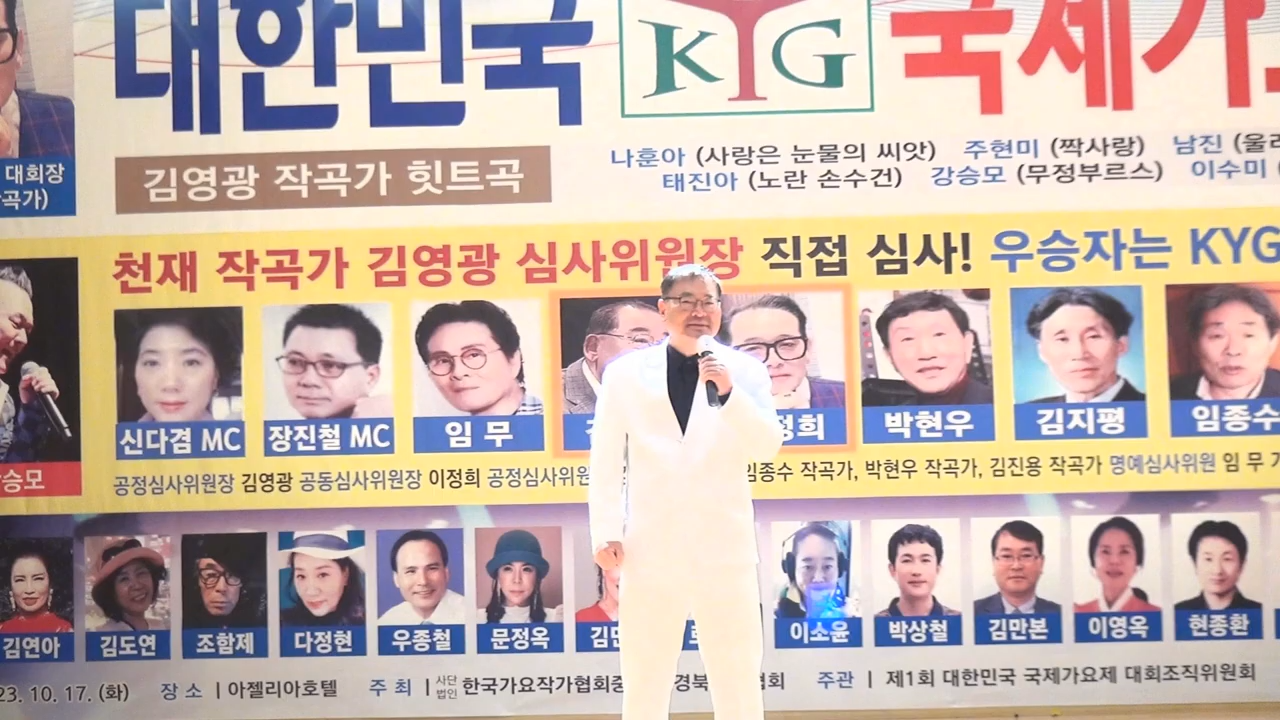 대한민국 KYG 국제가
대회장
곡가)
김영광 작곡가 힛트곡
나훈아 (사랑은 눈물의 씨앗) 주현미 (짝사랑) 남진 (울려
태진아 (노란 손수건) 강승모 (무정부르스) 이수미 (
천재 작곡가 김영광 심사위원장 직접 심사! 우승자는 KYG
신다겸 MC 장진철 MC 임 무 정희 박현우 김지평 임종수
승모
공정심사위원장 김영광 공동심사위원장 이정희 공정심사위원 임종수 작곡가, 박현우 작곡가, 김진용 작곡가 명예심사위원 임 무 가
김연아 김도연 조함제 다정현 우종철 문정옥 이소윤 박상철 김만본 이영옥 현종환
23. 10. 17. (화) 장 소 | 아젤리아호텔 주 최 | 사단법인 한국가요작가협회중 경북 협회 주관 | 제1회 대한민국 국제가요제 대회조직위원회